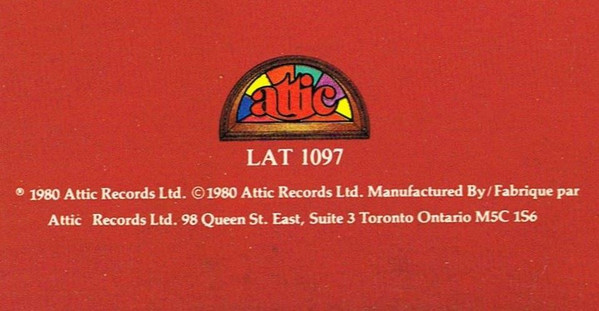 attic
LAT 1097
℗ 1980 Attic Records Ltd. © 1980 Attic Records Ltd. Manufactured By/Fabrique par
Attic Records Ltd. 98 Queen St. East, Suite 3 Toronto Ontario M5C 1S6